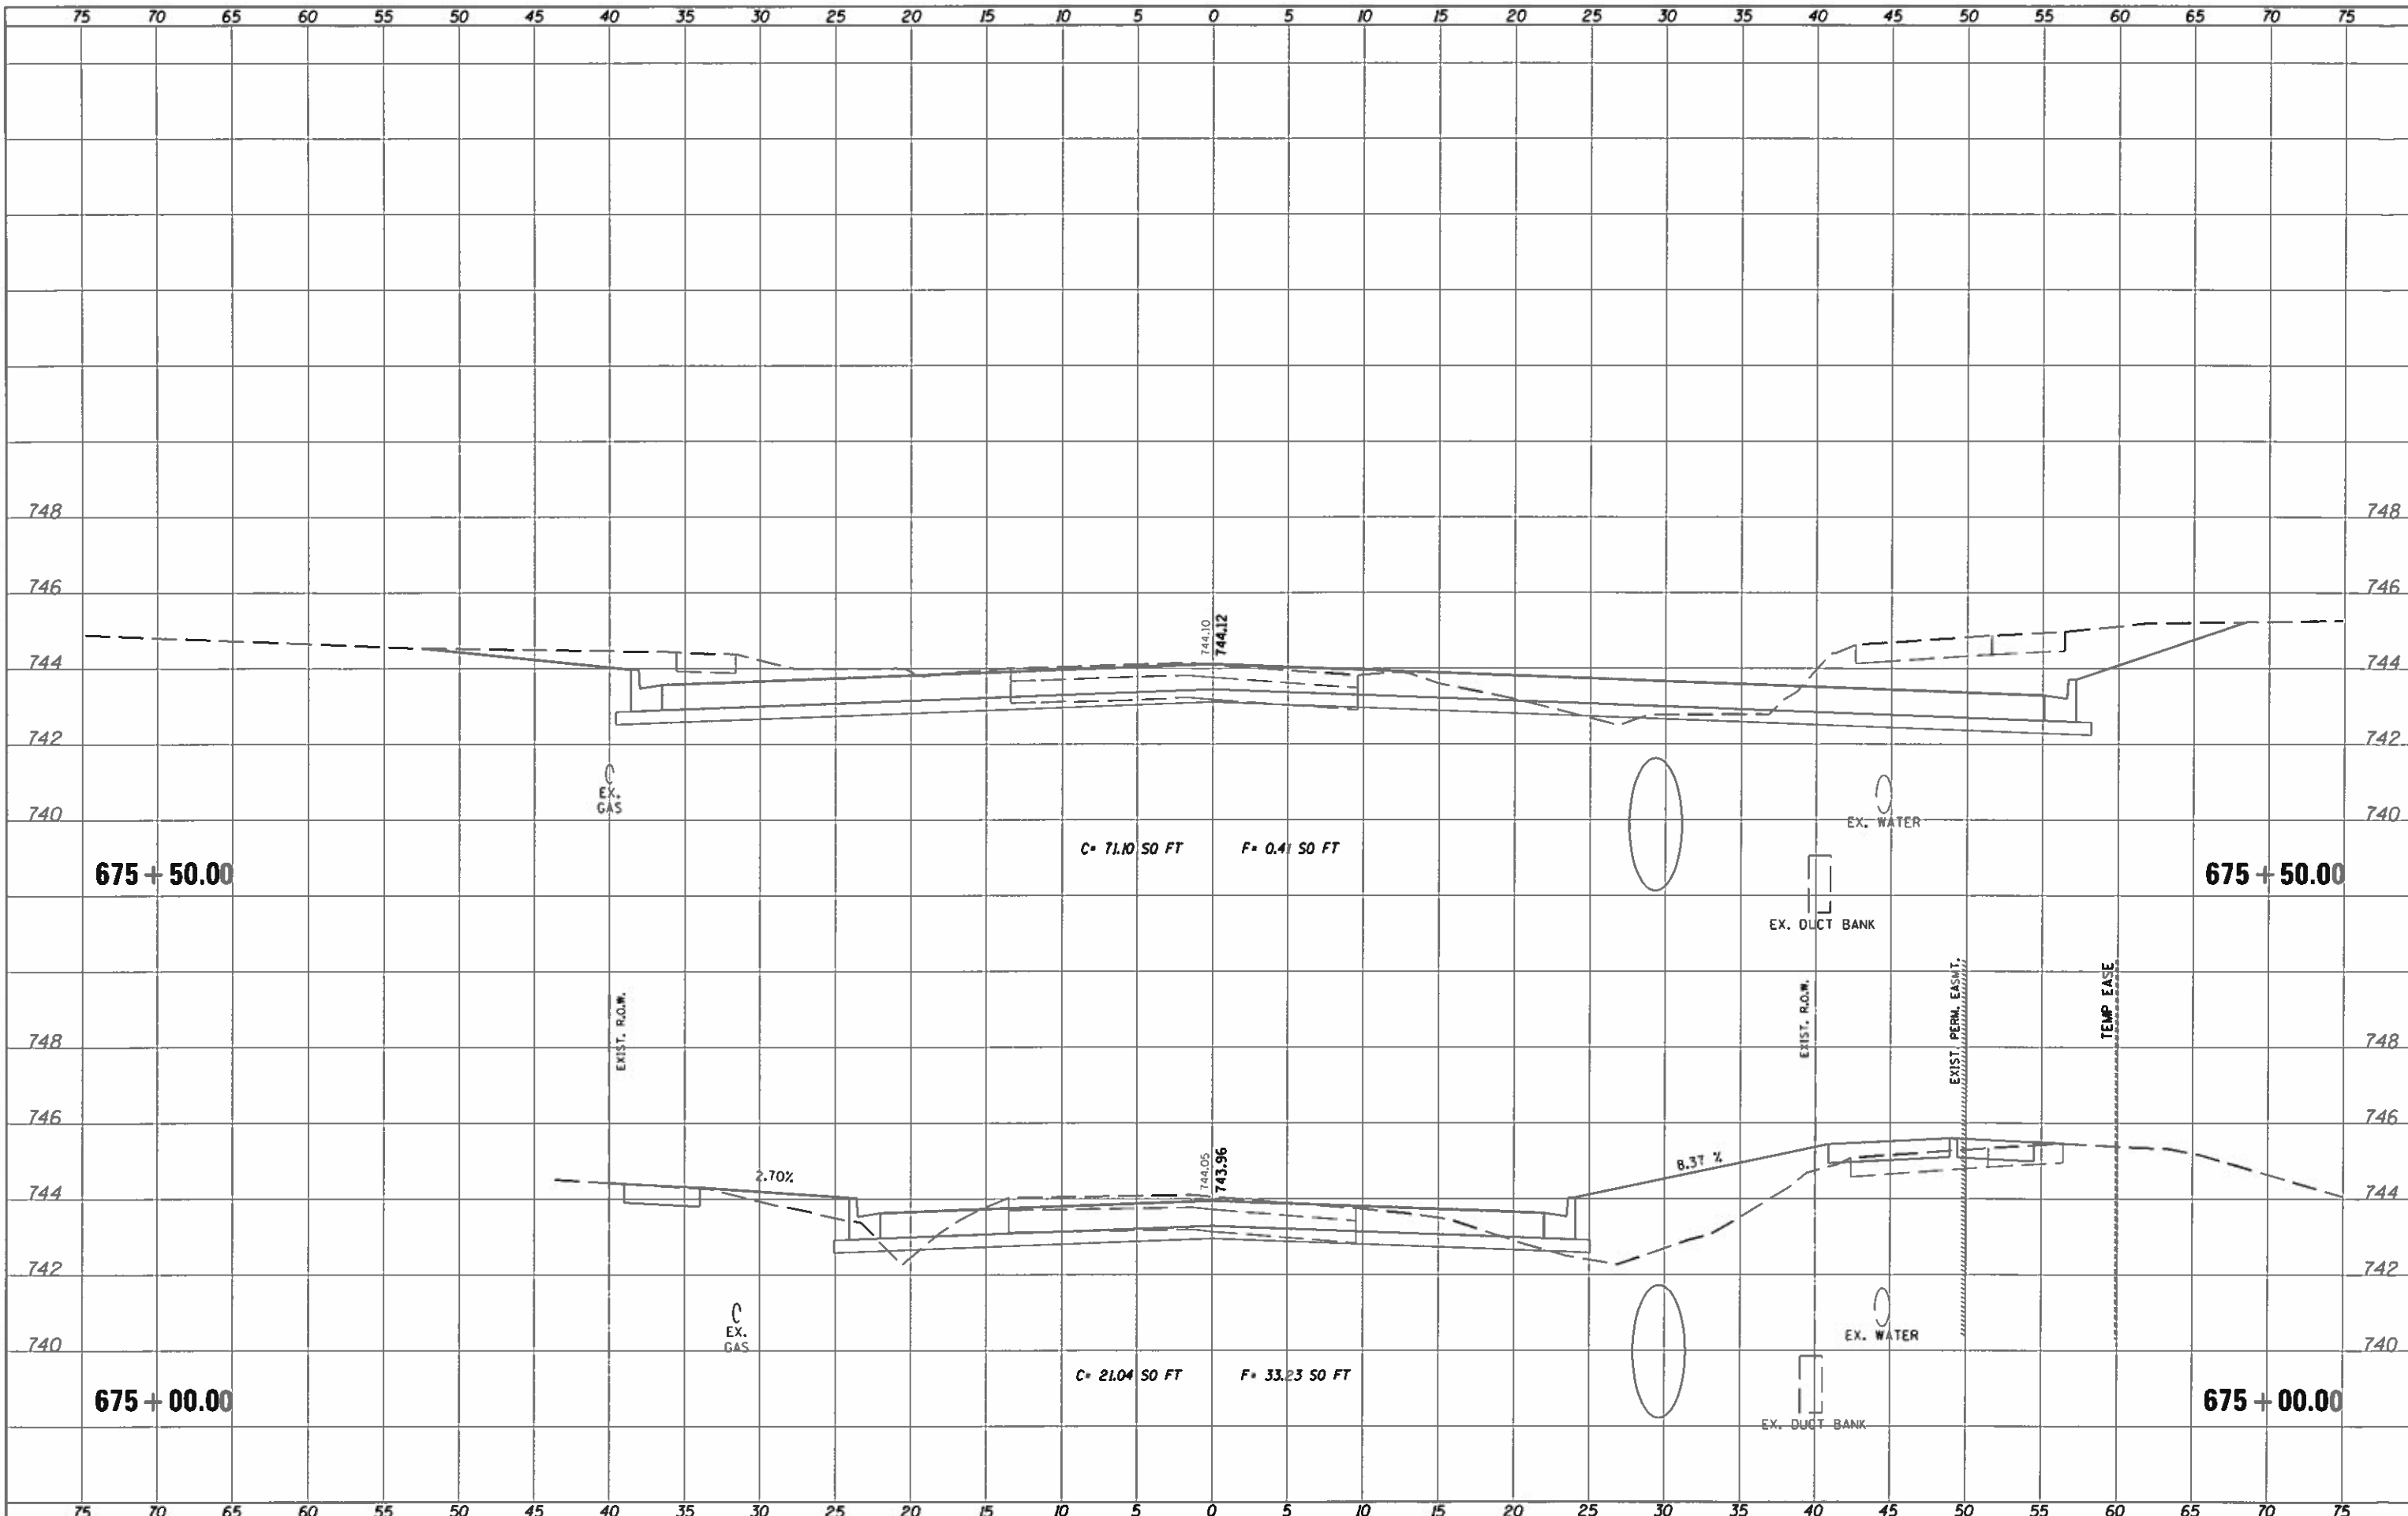 75 70 65 60 55 50 45 40 35 30 25 20 15 10 5 0 5 10 15 20 25 30 35 40 45 50 55 60 65 70 75
748 748
746 746
744.10
744.12
744 744
742 742
EX.
GAS
740 740
EX. WATER
C= 71.10 SQ FT F= 0.41 SQ FT
675 + 50.00 675 + 50.00
EX. DUCT BANK
EXIST. R.O.W.
EXIST. R.O.W.
EXIST. PERM. EASMT.
TEMP EASE
748 748
746 746
2.70%
744.05
743.96
8.37 %
744 744
742 742
EX.
GAS
EX. WATER
740 740
C= 21.04 SQ FT F= 33.23 SQ FT
675 + 00.00 675 + 00.00
EX. DUCT BANK
75 70 65 60 55 50 45 40 35 30 25 20 15 10 5 0 5 10 15 20 25 30 35 40 45 50 55 60 65 70 75